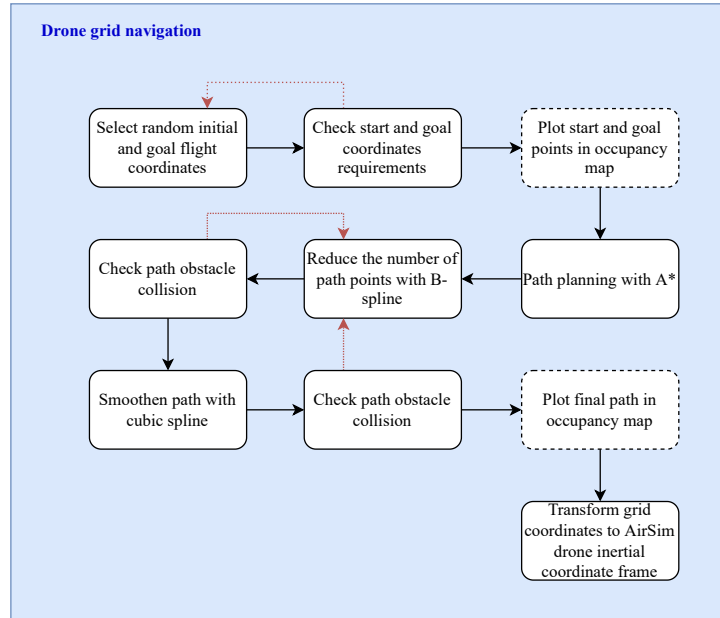 Drone grid navigation
Select random initial
and goal flight
coordinates
Check start and goal
coordinates
requirements
Plot start and goal
points in occupancy
map
Check path obstacle
collision
Reduce the number of
path points with B-
spline
Path planning with A*
Smoothen path with
cubic spline
Check path obstacle
collision
Plot final path in
occupancy map
Transform grid
coordinates to AirSim
drone inertial
coordinate frame